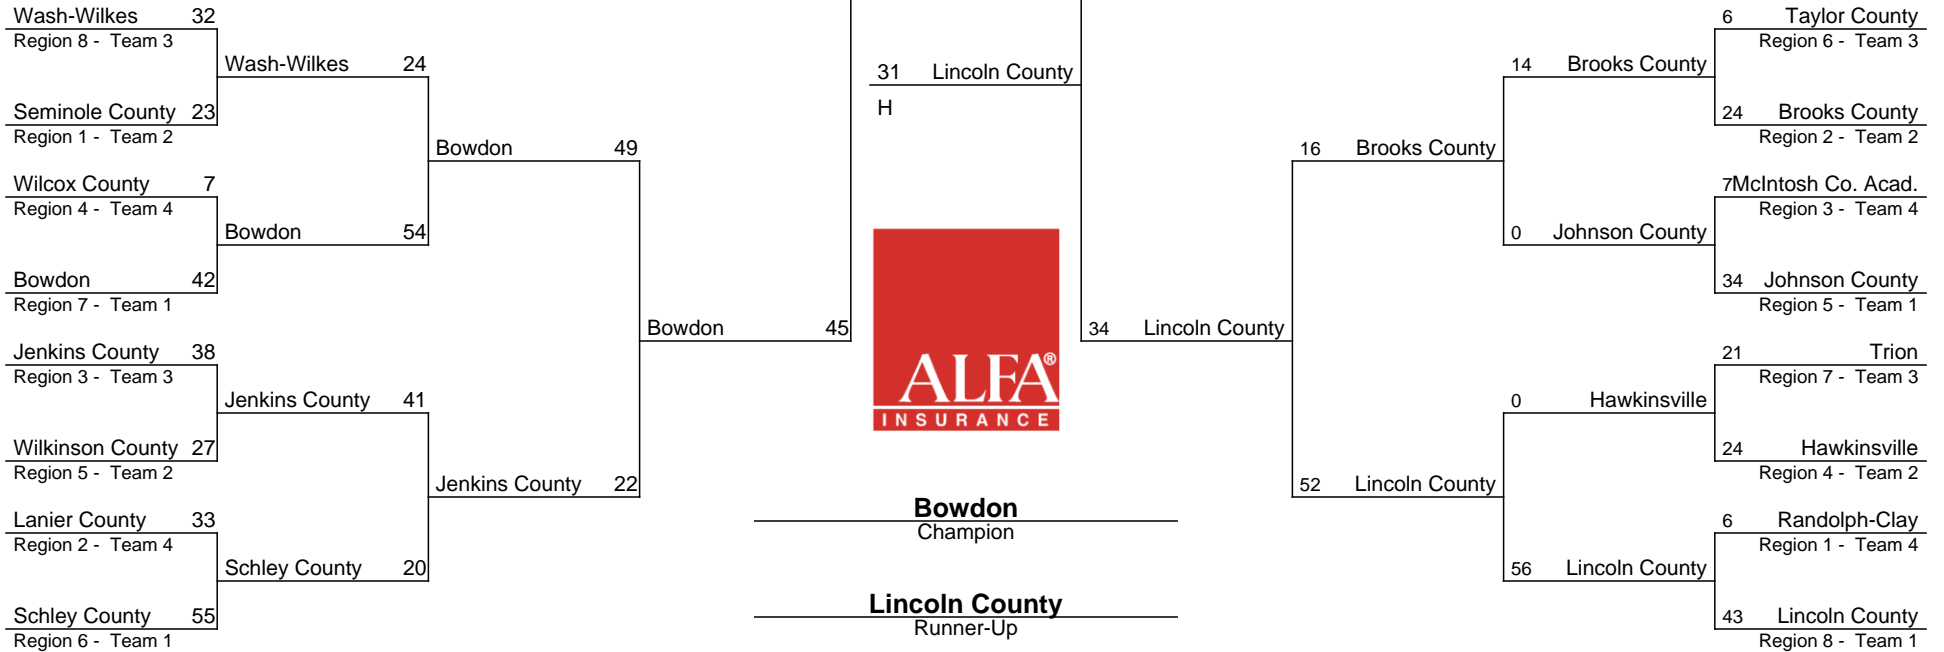 Wash-Wilkes 32
Region 8 - Team 3
Wash-Wilkes 24
Seminole County 23
Region 1 - Team 2
Bowdon 49
Wilcox County 7
Region 4 - Team 4
Bowdon 54
Bowdon 42
Region 7 - Team 1
Bowdon 45
Jenkins County 38
Region 3 - Team 3
Jenkins County 41
Wilkinson County 27
Region 5 - Team 2
Jenkins County 22
Lanier County 33
Region 2 - Team 4
Schley County 20
Schley County 55
Region 6 - Team 1
31 Lincoln County
H
ALFA®
INSURANCE
Bowdon
Champion
Lincoln County
Runner-Up
6 Taylor County
Region 6 - Team 3
14 Brooks County
24 Brooks County
Region 2 - Team 2
16 Brooks County
7McIntosh Co. Acad.
Region 3 - Team 4
0 Johnson County
34 Johnson County
Region 5 - Team 1
34 Lincoln County
21 Trion
Region 7 - Team 3
0 Hawkinsville
24 Hawkinsville
Region 4 - Team 2
52 Lincoln County
6 Randolph-Clay
Region 1 - Team 4
56 Lincoln County
43 Lincoln County
Region 8 - Team 1